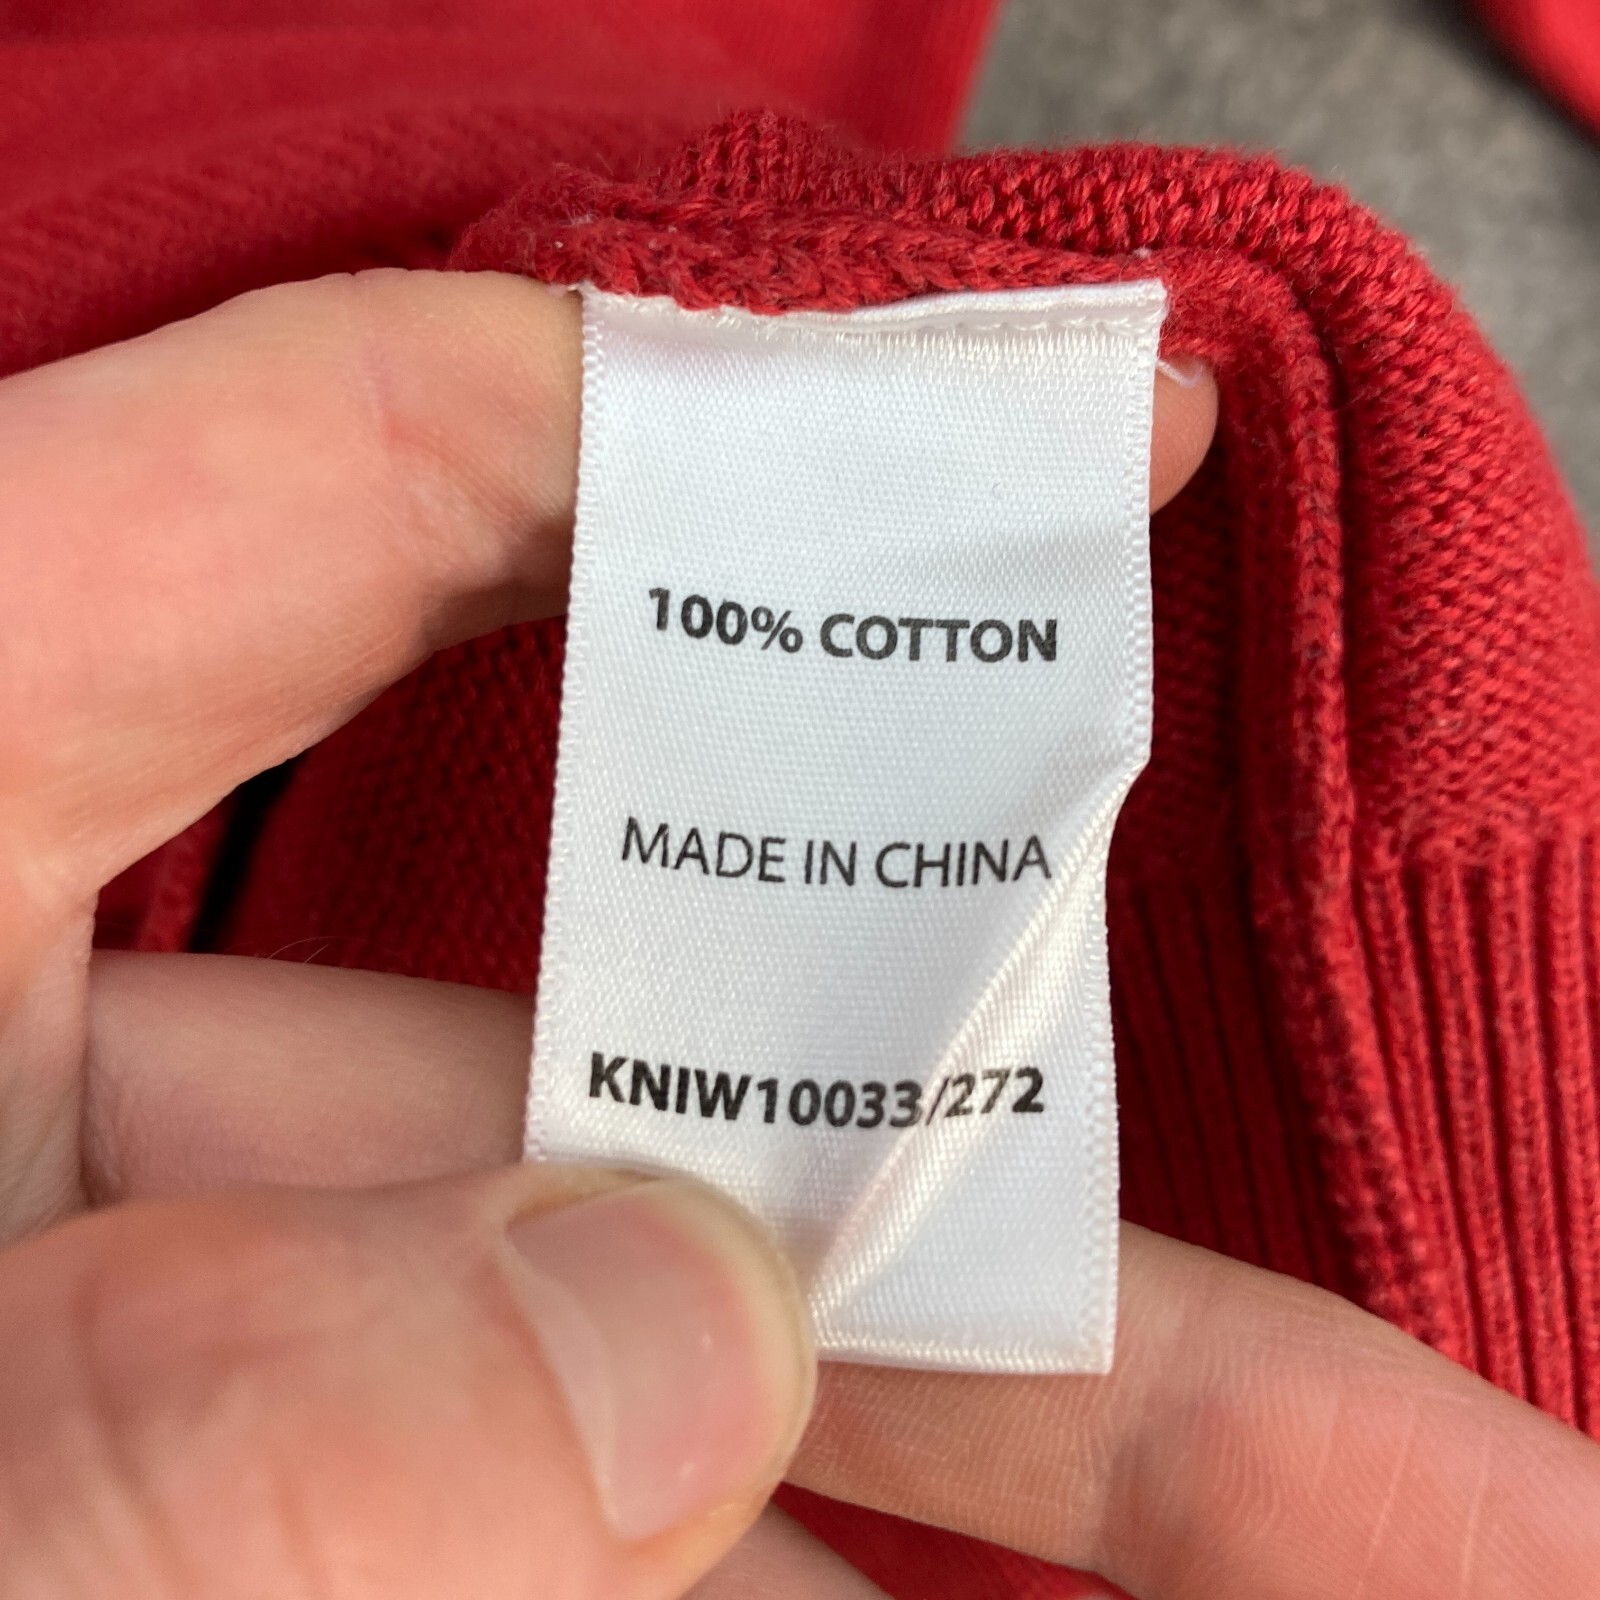 100% COTTON
MADE IN CHINA
KNIW10033/272